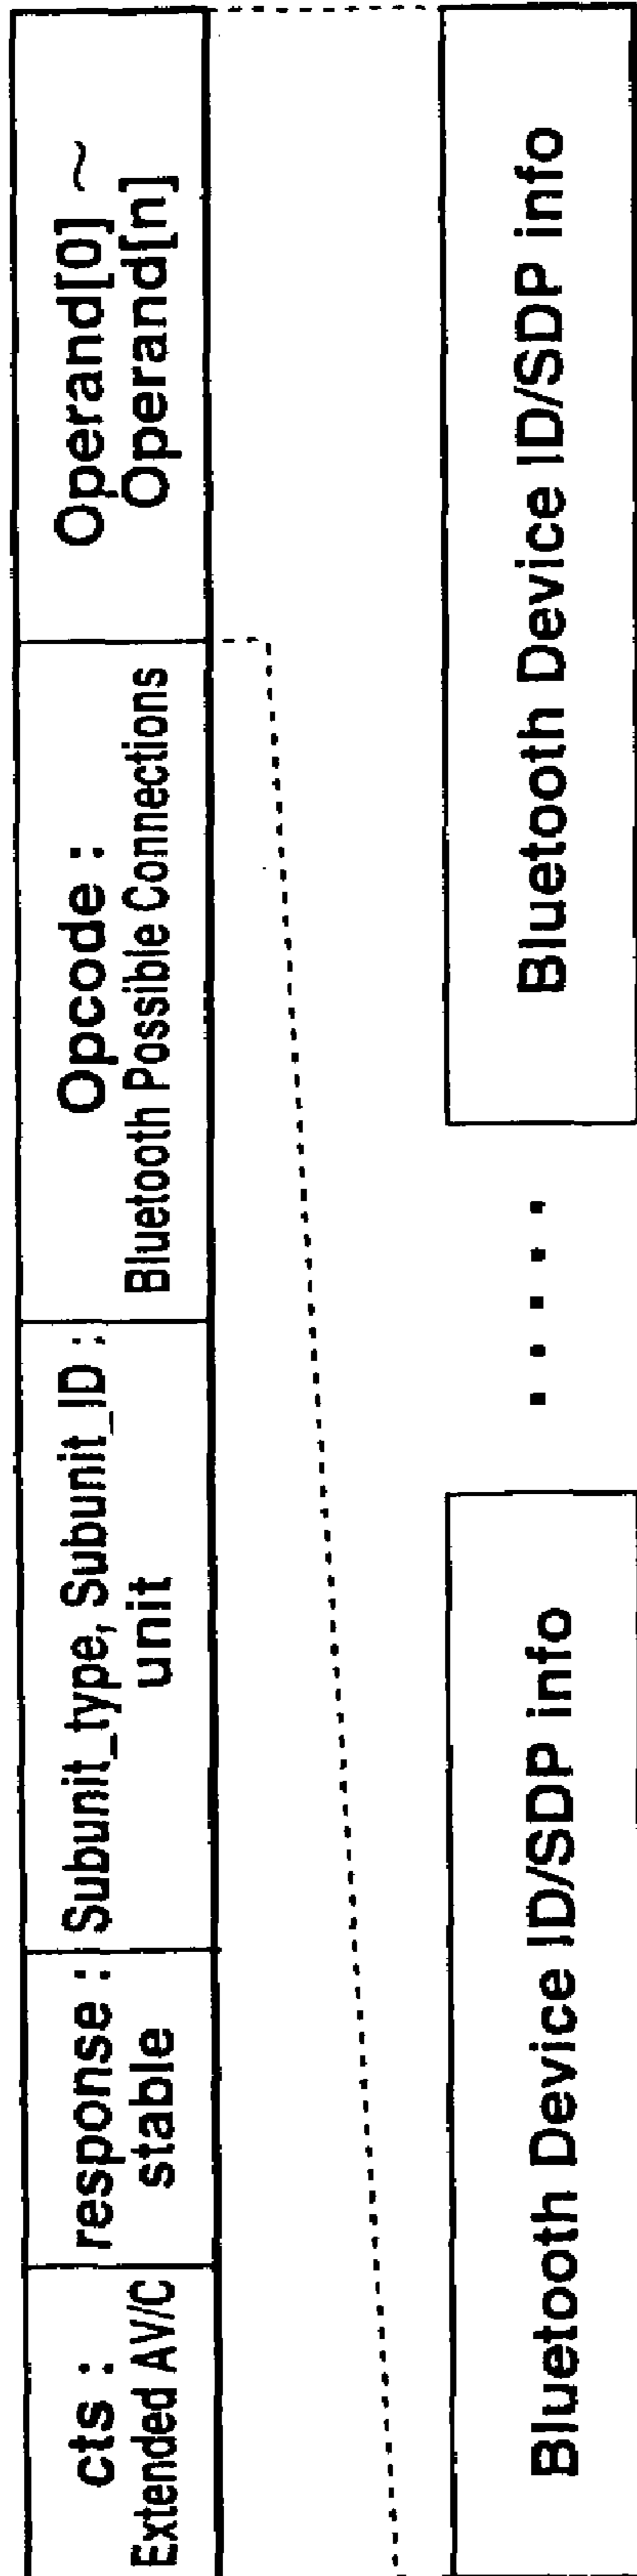 cts :
Extended AV/C
response :
stable
Subunit_type, Subunit_ID :
unit
Opcode :
Bluetooth Possible Connections
Operand[0] ~
Operand[n]
Bluetooth Device ID/SDP info
. . . . .
Bluetooth Device ID/SDP info